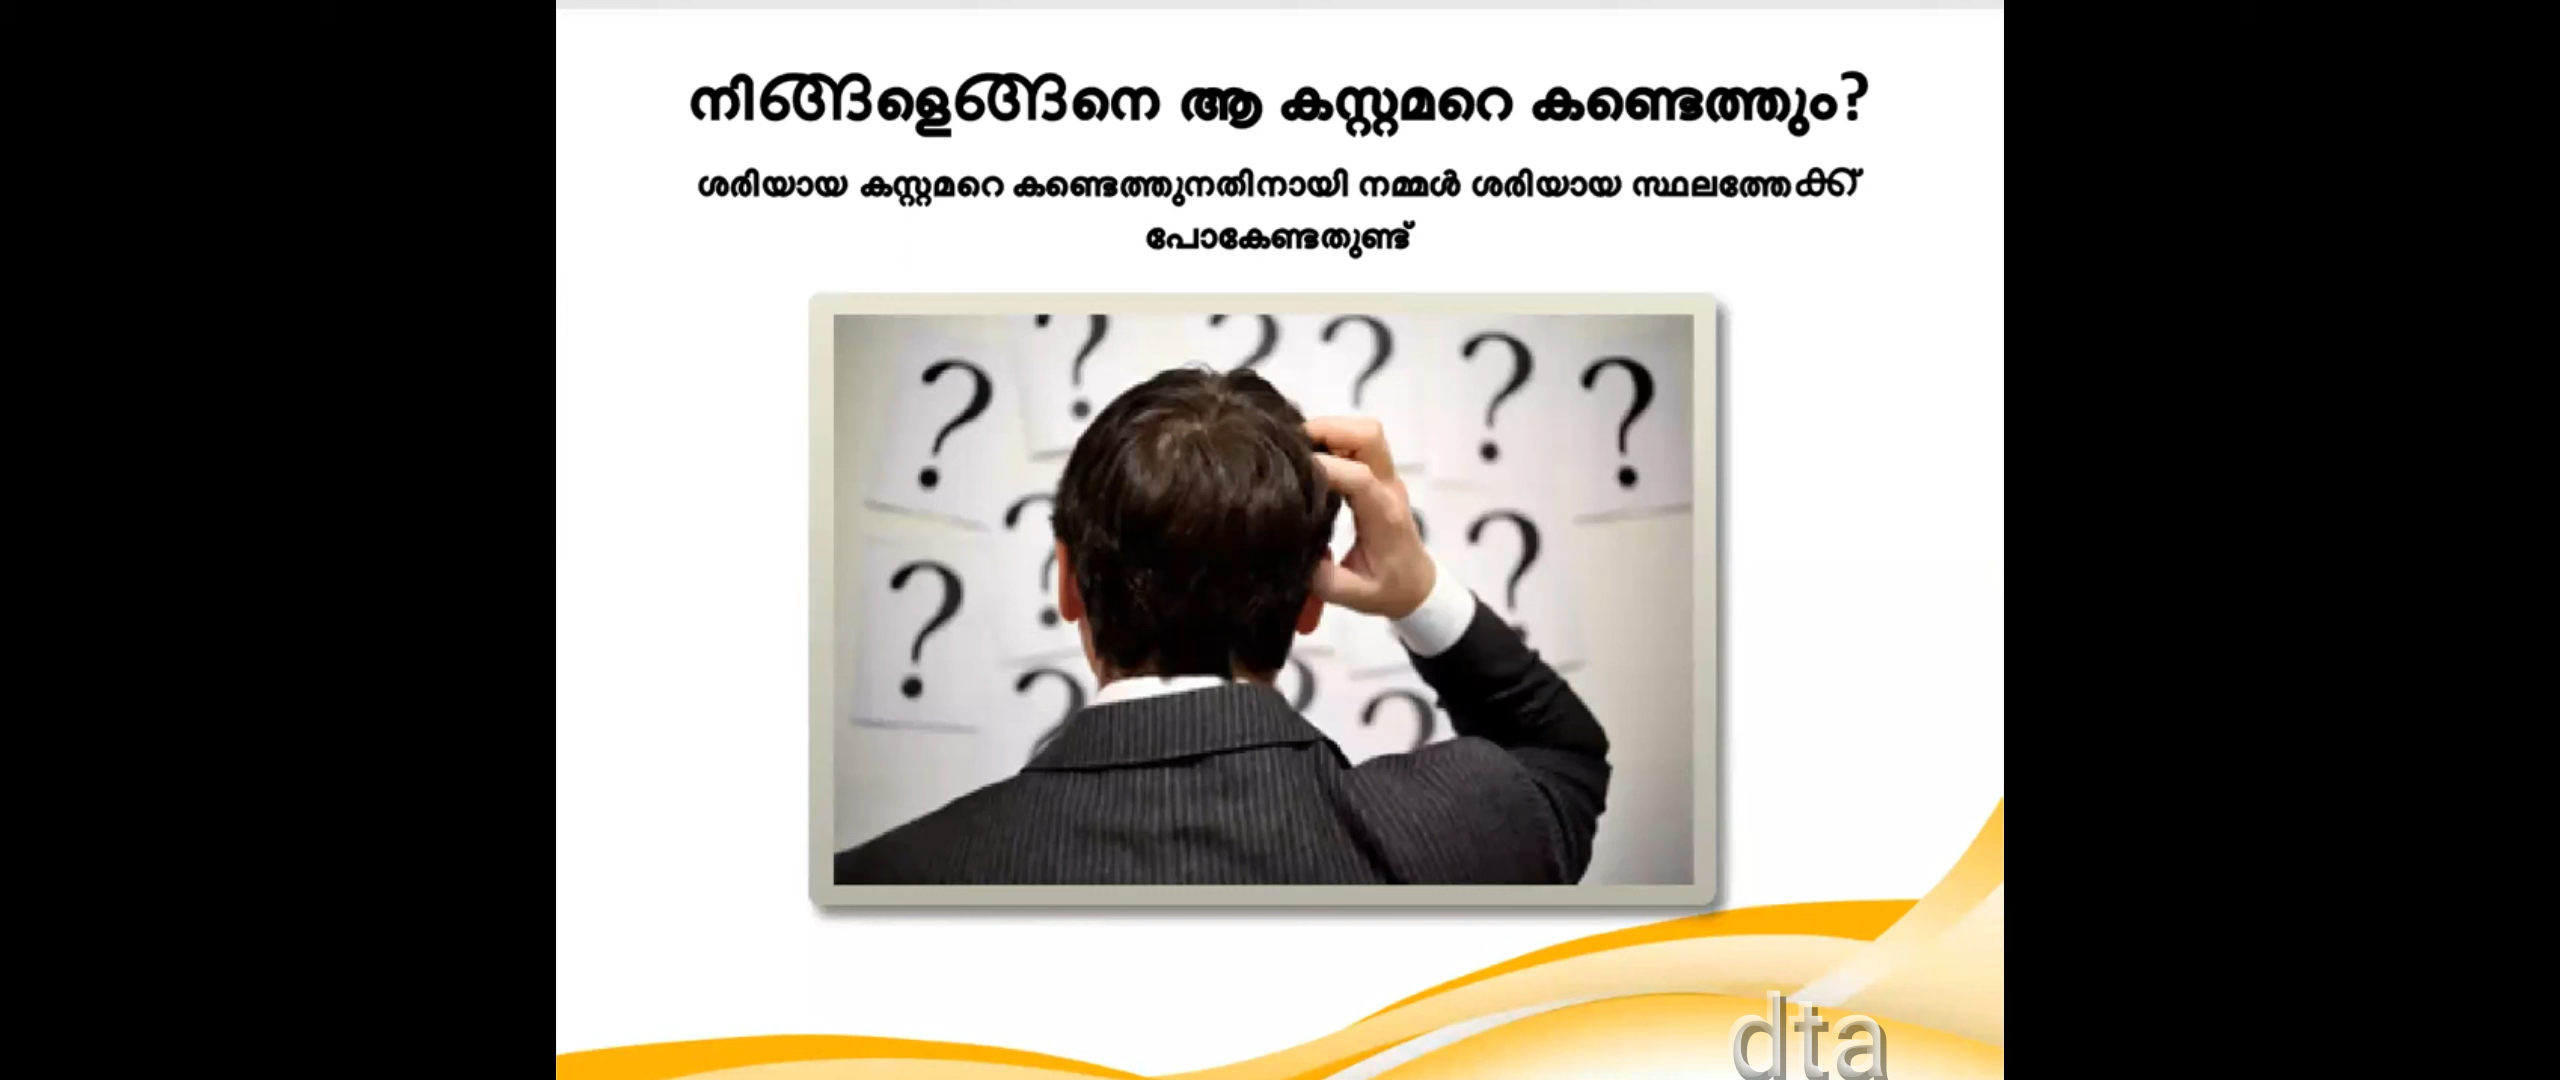 നിങ്ങളെങ്ങനെ ആ കസ്റ്റമറെ കണ്ടെത്തും?
ശരിയായ കസ്റ്റമറെ കണ്ടെത്തുനതിനായി നമ്മൾ ശരിയായ സ്ഥലത്തേക്ക്
പോകേണ്ടതുണ്ട്
? ? ? ? ? ?
? ? ?
? ? ? ?
dta